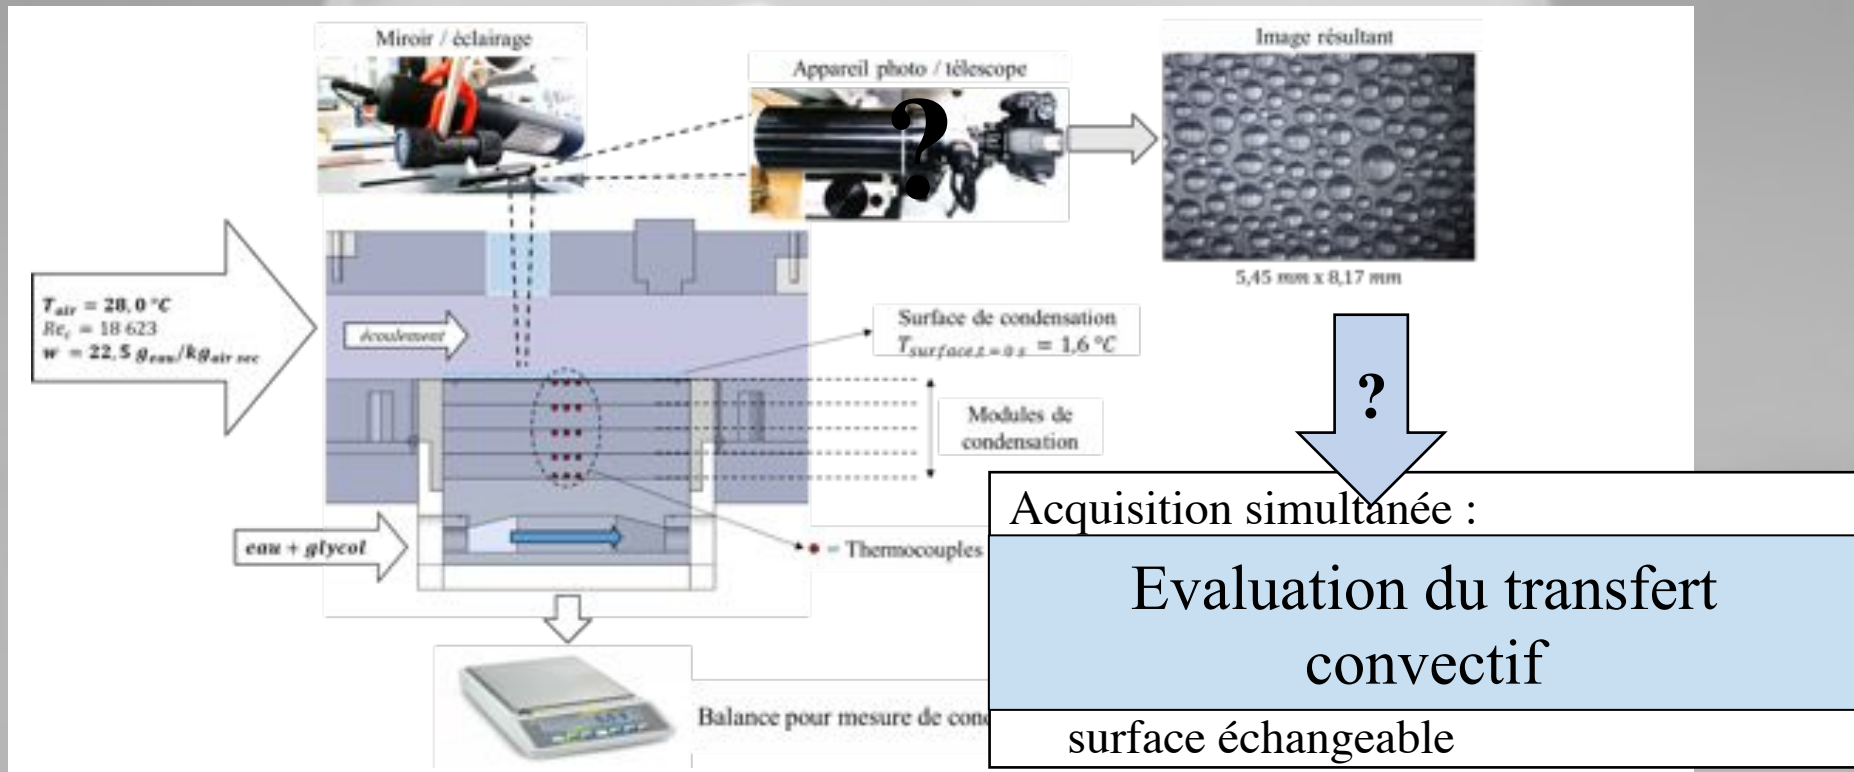 Miroir / éclairage
Appareil photo / télescope
?
Image résultant
5,45 mm x 8,17 mm
T_air = 28,0 °C
Re_c = 18 623
w = 22,5 g_eau/kg_air sec
écoulement
Surface de condensation
T_surface,t = 0 s = 1,6 °C
Modules de
condensation
?
eau + glycol
= Thermocouples
Balance pour mesure de
Acquisition simultanée :
Evaluation du transfert
convectif
surface échangeable